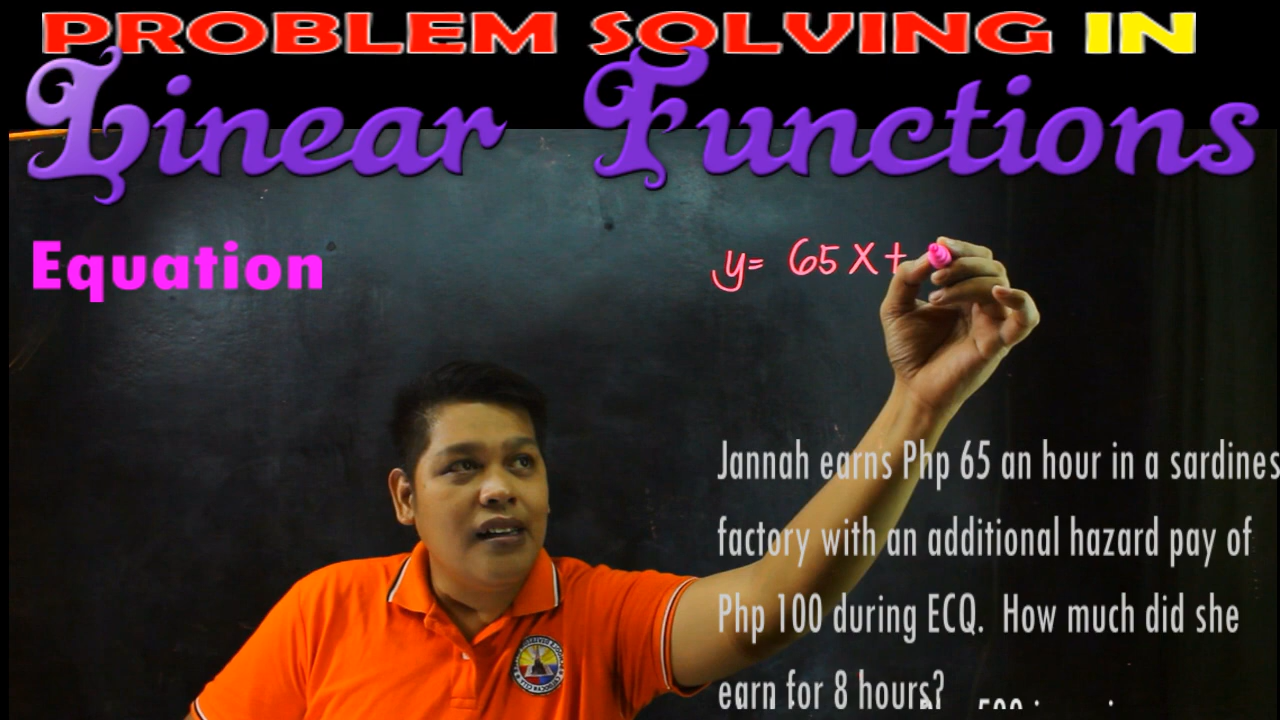 PROBLEM SOLVING IN
Linear Functions
Equation
y= 65X+
Jannah earns Php 65 an hour in a sardines
factory with an additional hazard pay of
Php 100 during ECQ. How much did she
earn for 8 hours?